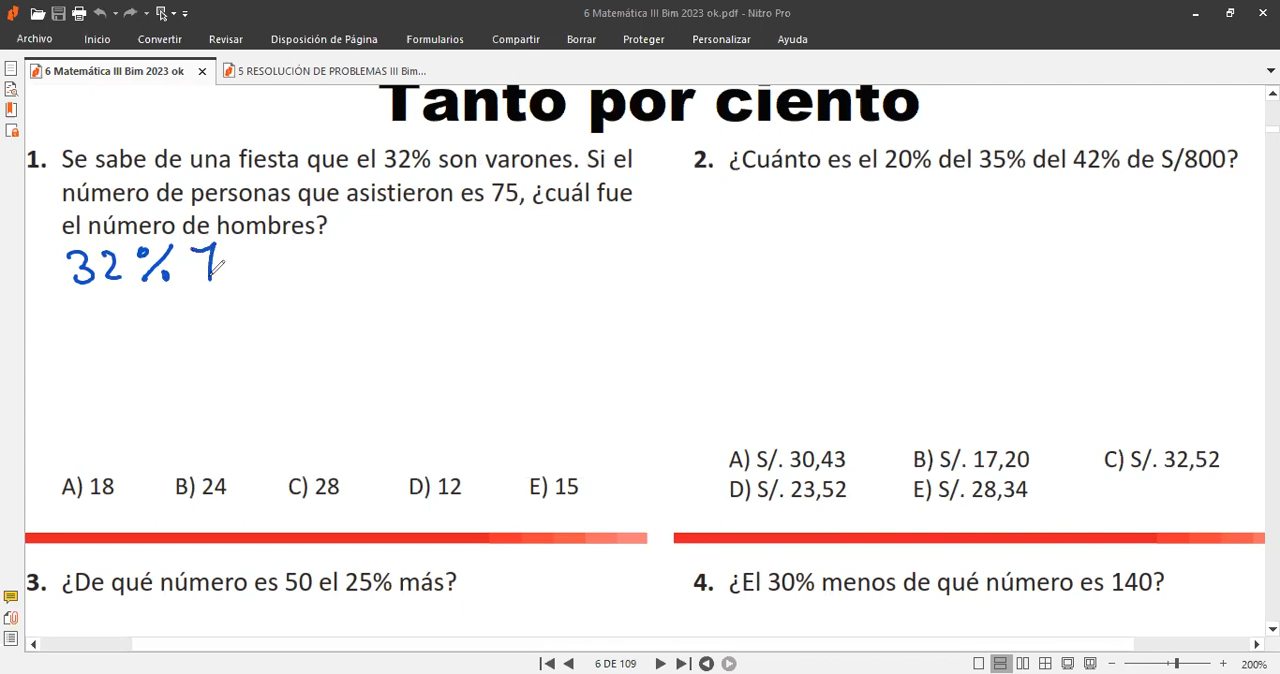 6 Matemática III Bim 2023 ok.pdf - Nitro Pro
Archivo Inicio Convertir Revisar Disposición de Página Formularios Compartir Borrar Proteger Personalizar Ayuda
6 Matemática III Bim 2023 ok 5 RESOLUCIÓN DE PROBLEMAS III Bim...
Tanto por ciento
1. Se sabe de una fiesta que el 32% son varones. Si el
número de personas que asistieron es 75, ¿cuál fue
el número de hombres?
32% 7
A) 18 B) 24 C) 28 D) 12 E) 15
2. ¿Cuánto es el 20% del 35% del 42% de S/800?
A) S/. 30,43 B) S/. 17,20 C) S/. 32,52
D) S/. 23,52 E) S/. 28,34
3. ¿De qué número es 50 el 25% más?
4. ¿El 30% menos de qué número es 140?
6 DE 109
200%